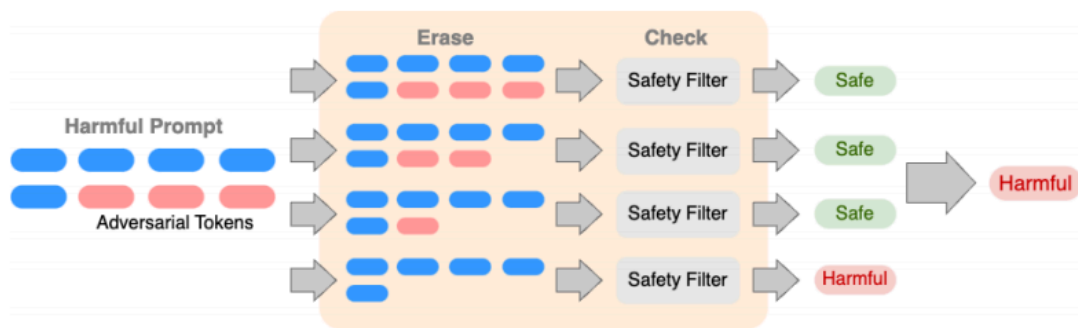 Erase
Check
Safety Filter
Safe
Harmful Prompt
Safety Filter
Safe
Harmful
Adversarial Tokens
Safety Filter
Safe
Safety Filter
Harmful